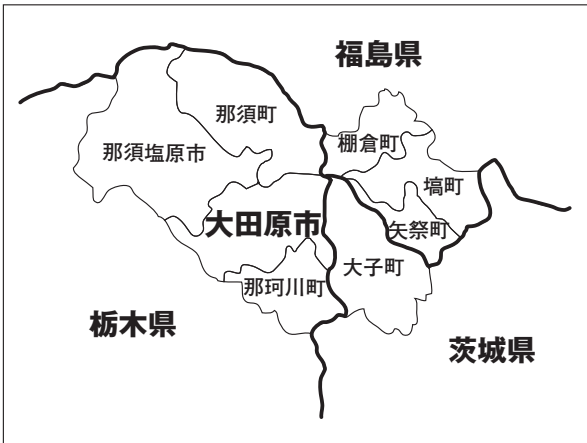 福島県
那須町
棚倉町
那須塩原市
塙町
大田原市
矢祭町
大子町
那珂川町
栃木県
茨城県